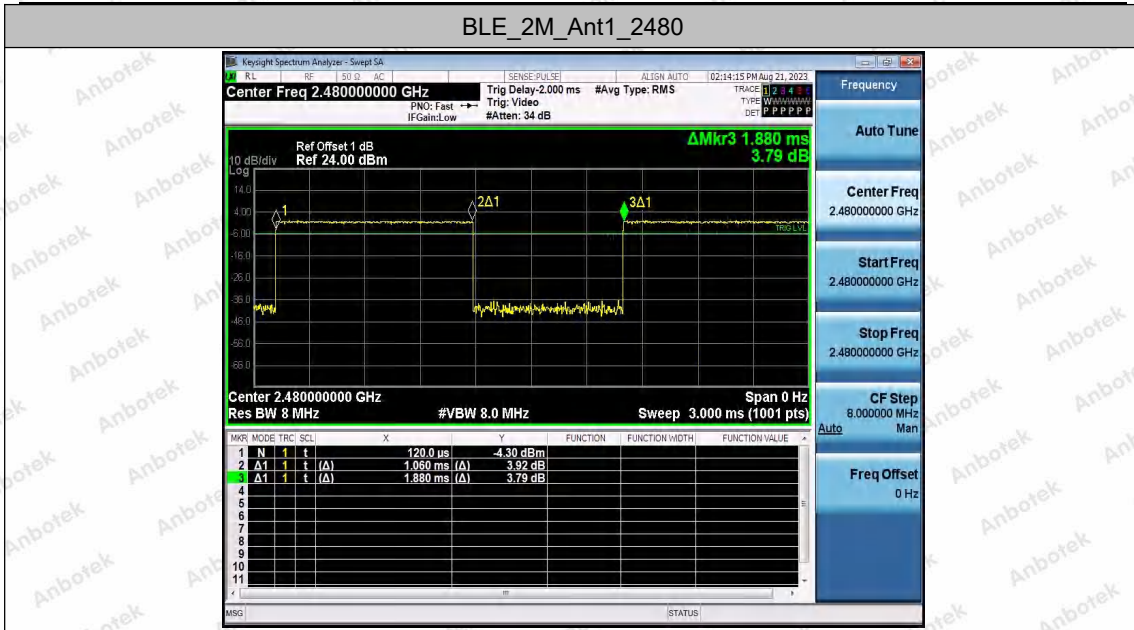 BLE_2M_Ant1_2480
Keysight Spectrum Analyzer - Swept SA
RL RF 50 Ω AC SENSE:PULSE ALIGN AUTO 02:14:15 PM Aug 21, 2023
Center Freq 2.480000000 GHz
Trig Delay-2.000 ms #Avg Type: RMS
TRACE 1 2 3 4 5 6
PNO: Fast Trig: Video
TYPE WWWWWW
IFGain:Low #Atten: 34 dB
DET P P P P P P
ΔMkr3 1.880 ms
3.79 dB
Ref Offset 1 dB
10 dB/div Ref 24.00 dBm
Log
14.0
4.00
-6.00
-16.0
-26.0
-36.0
-46.0
-56.0
-66.0
1
2Δ1
3Δ1
TRIG LVL
Center 2.480000000 GHz Span 0 Hz
Res BW 8 MHz #VBW 8.0 MHz Sweep 3.000 ms (1001 pts)
MKR MODE TRC SCL X Y FUNCTION FUNCTION WIDTH FUNCTION VALUE
1 N 1 t 120.0 µs -4.30 dBm
2 Δ1 1 t (Δ) 1.060 ms (Δ) 3.92 dB
3 Δ1 1 t (Δ) 1.880 ms (Δ) 3.79 dB
4
5
6
7
8
9
10
11
MSG STATUS
Frequency
Auto Tune
Center Freq
2.480000000 GHz
Start Freq
2.480000000 GHz
Stop Freq
2.480000000 GHz
CF Step
8.000000 MHz
Auto Man
Freq Offset
0 Hz
Anbotek